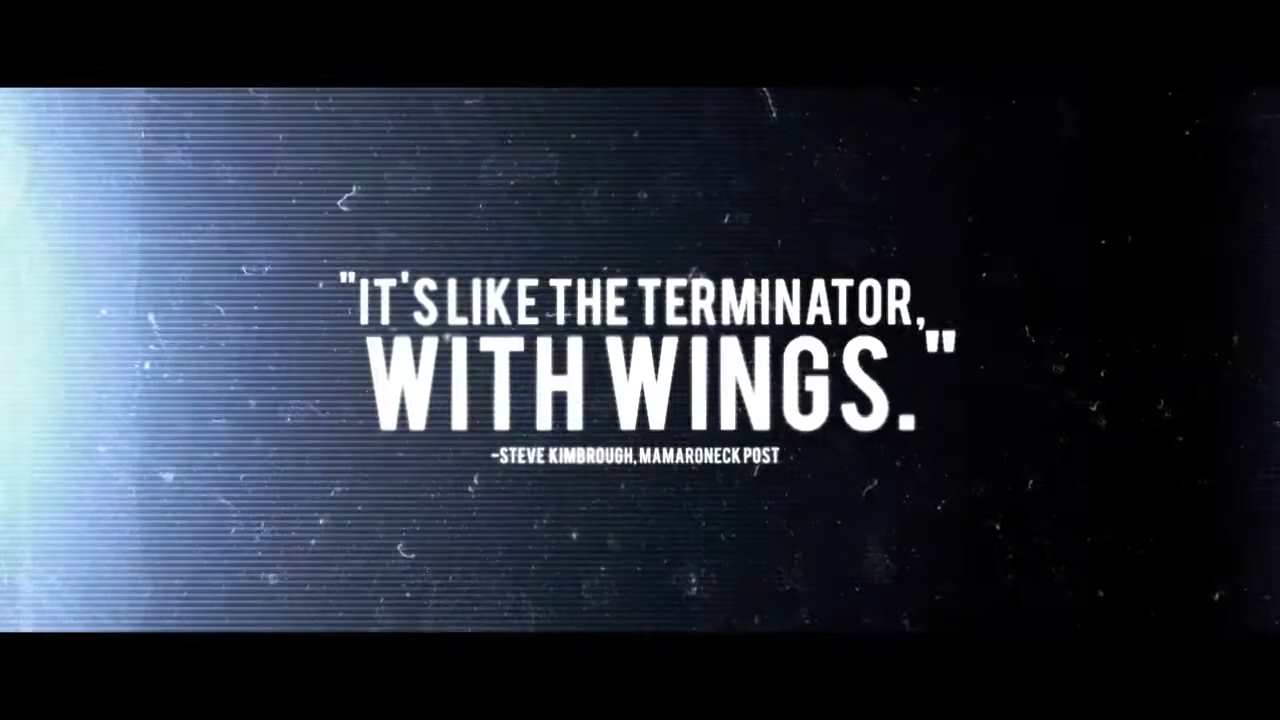 "IT'S LIKE THE TERMINATOR,
WITH WINGS."
-STEVE KIMBROUGH, MAMARONECK POST